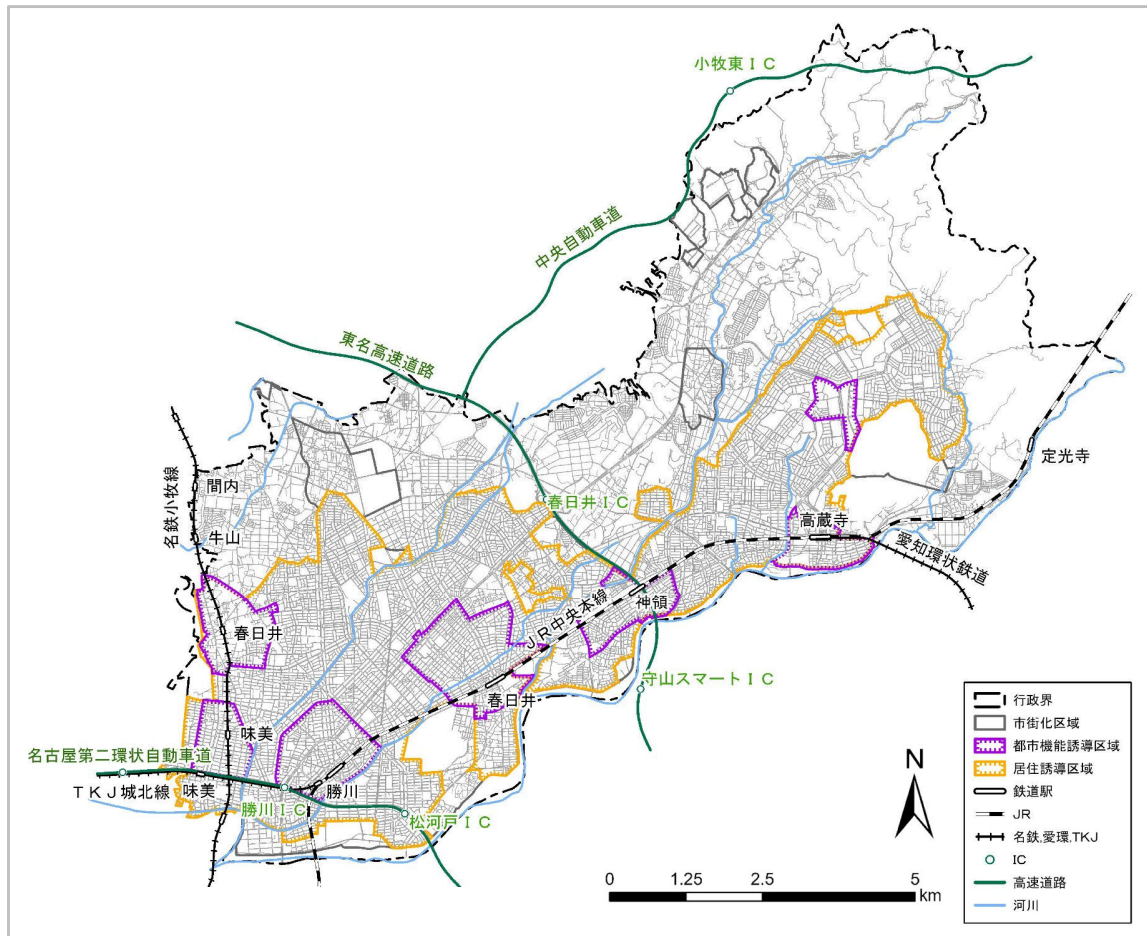 小牧東ＩＣ
中央自動車道
東名高速道路
名鉄小牧線
間内
牛山
春日井ＩＣ
定光寺
高蔵寺
愛知環状鉄道
春日井
JR中央本線
神領
守山スマートＩＣ
春日井
味美
名古屋第二環状自動車道
ＴＫＪ城北線
味美
勝川
勝川ＩＣ
松河戸ＩＣ
N
0
1.25
2.5
5
km
行政界
市街化区域
都市機能誘導区域
居住誘導区域
鉄道駅
JR
名鉄,愛環,TKJ
IC
高速道路
河川